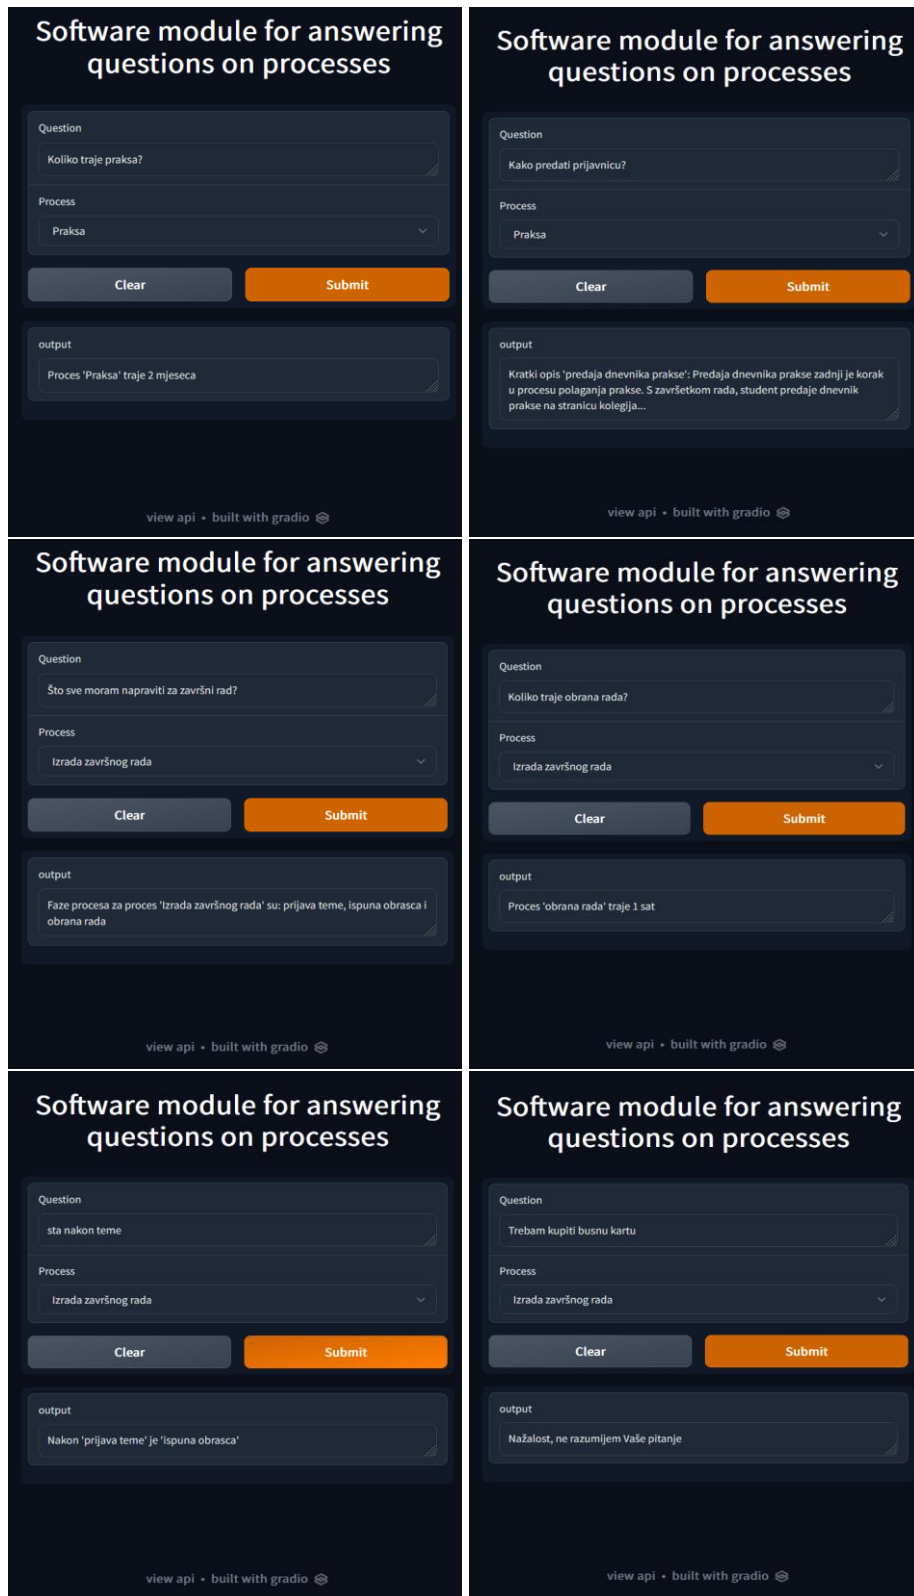 Software module for answering
questions on processes
Question
Koliko traje praksa?
Process
Praksa
Clear
Submit
output
Proces 'Praksa' traje 2 mjeseca
view api • built with gradio
Software module for answering
questions on processes
Question
Kako predati prijavnicu?
Process
Praksa
Clear
Submit
output
Kratki opis 'predaja dnevnika prakse': Predaja dnevnika prakse zadnji je korak
u procesu polaganja prakse. S završetkom rada, student predaje dnevnik
prakse na stranicu kolegija...
view api • built with gradio
Software module for answering
questions on processes
Question
Što sve moram napraviti za završni rad?
Process
Izrada završnog rada
Clear
Submit
output
Faze procesa za proces 'Izrada završnog rada' su: prijava teme, ispuna obrasca i
obrana rada
view api • built with gradio
Software module for answering
questions on processes
Question
Koliko traje obrana rada?
Process
Izrada završnog rada
Clear
Submit
output
Proces 'obrana rada' traje 1 sat
view api • built with gradio
Software module for answering
questions on processes
Question
sta nakon teme
Process
Izrada završnog rada
Clear
Submit
output
Nakon 'prijava teme' je 'ispuna obrasca'
view api • built with gradio
Software module for answering
questions on processes
Question
Trebam kupiti busnu kartu
Process
Izrada završnog rada
Clear
Submit
output
Nažalost, ne razumijem Vaše pitanje
view api • built with gradio